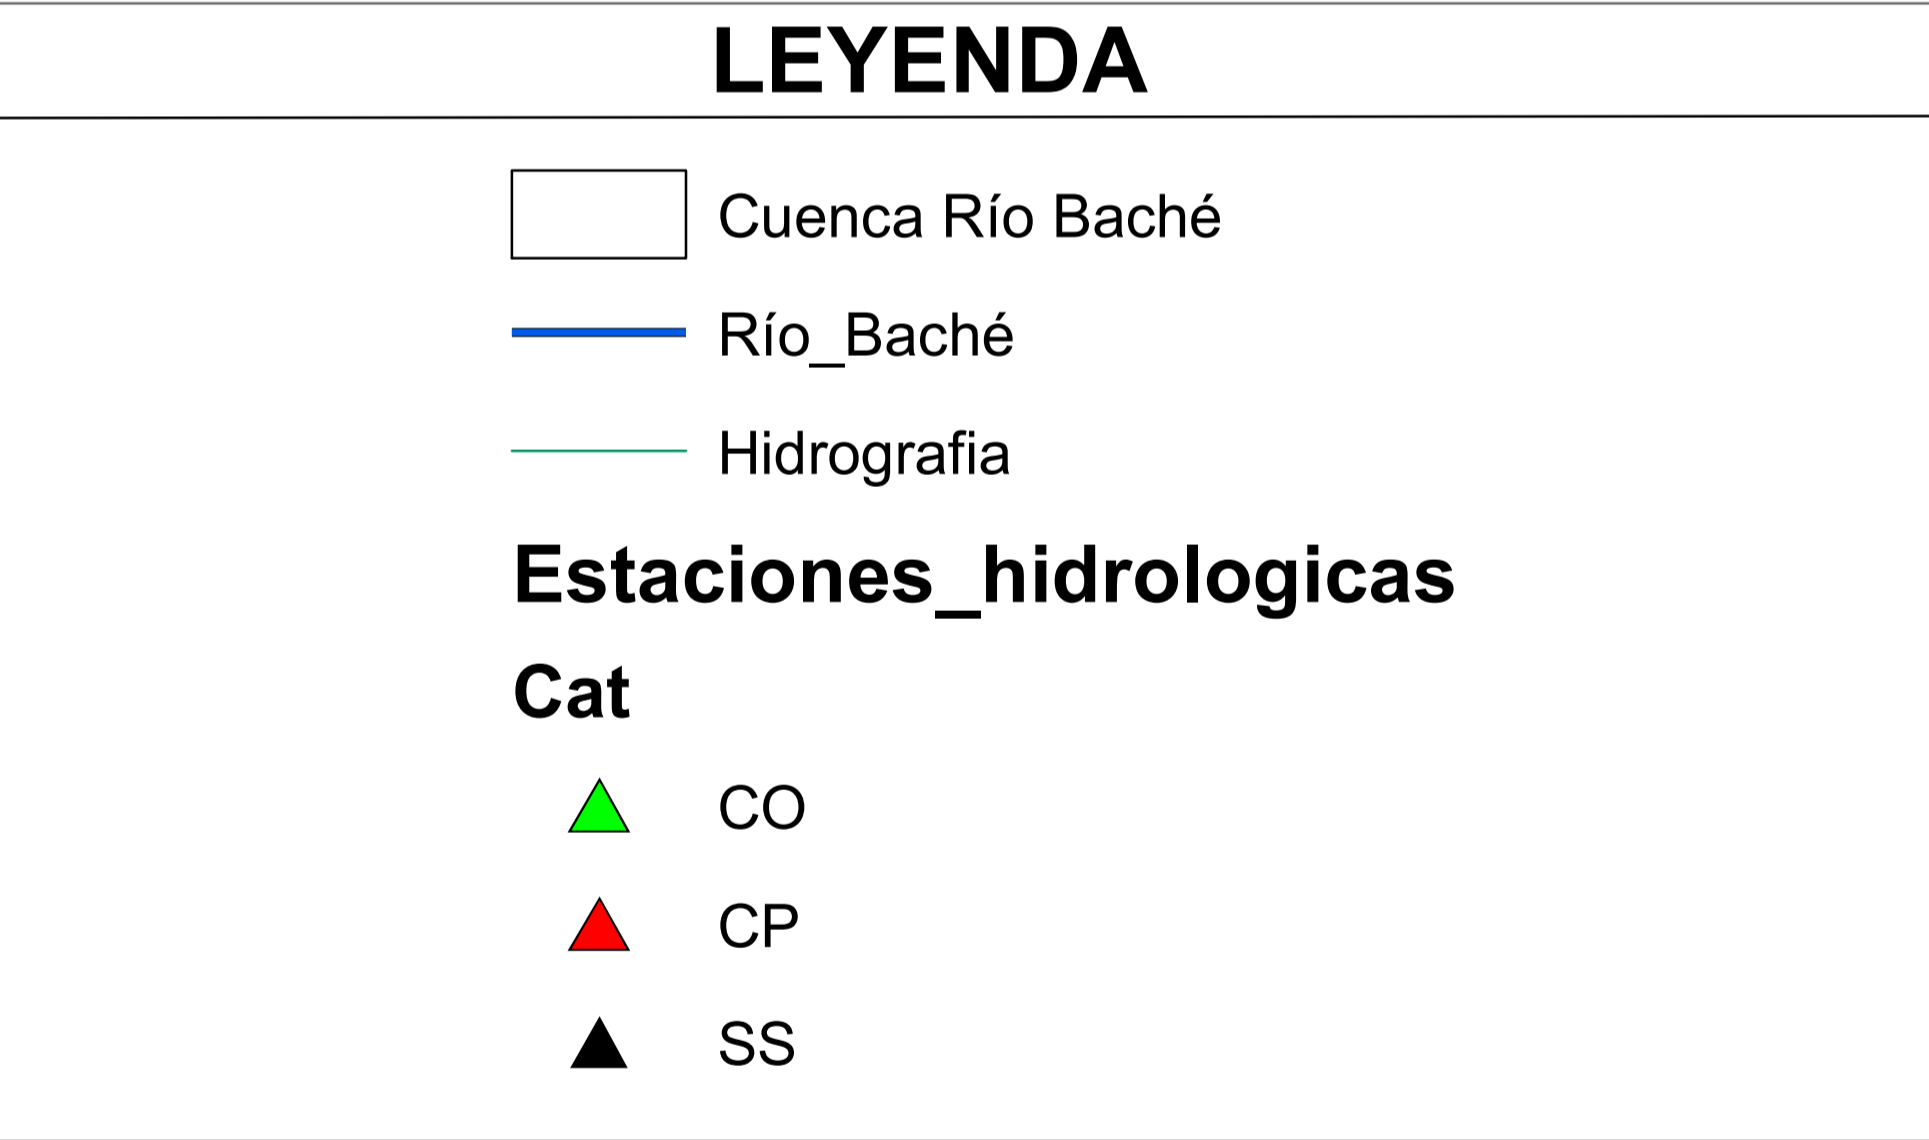 LEYENDA
Cuenca Río Baché
Río_Baché
Hidrografia
Estaciones_hidrologicas
Cat
CO
CP
SS